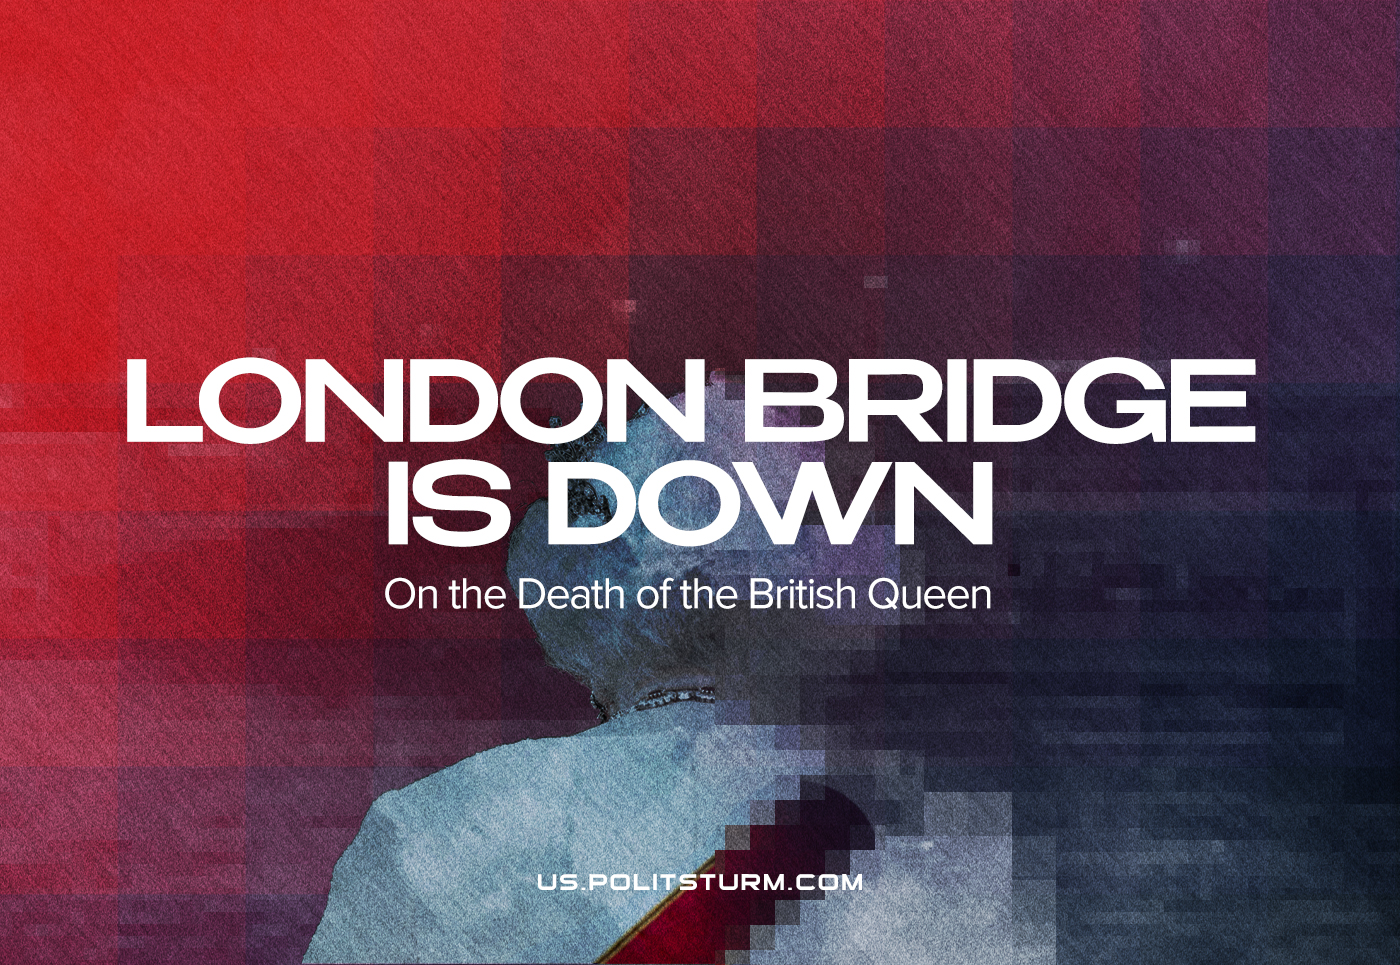 LONDON BRIDGE
IS DOWN
On the Death of the British Queen
US.POLITSTURM.COM